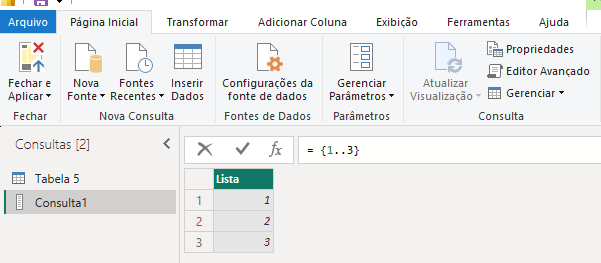 Arquivo Página Inicial Transformar Adicionar Coluna Exibição Ferramentas Ajuda
Fechar e Aplicar
Nova Fonte
Fontes Recentes
Inserir Dados
Configurações da fonte de dados
Gerenciar Parâmetros
Atualizar Visualização
Propriedades
Editor Avançado
Gerenciar
Fechar Nova Consulta Fontes de Dados Parâmetros Consulta
Consultas [2]
Tabela 5
Consulta1
fx = {1..3}
Lista
1 1
2 2
3 3